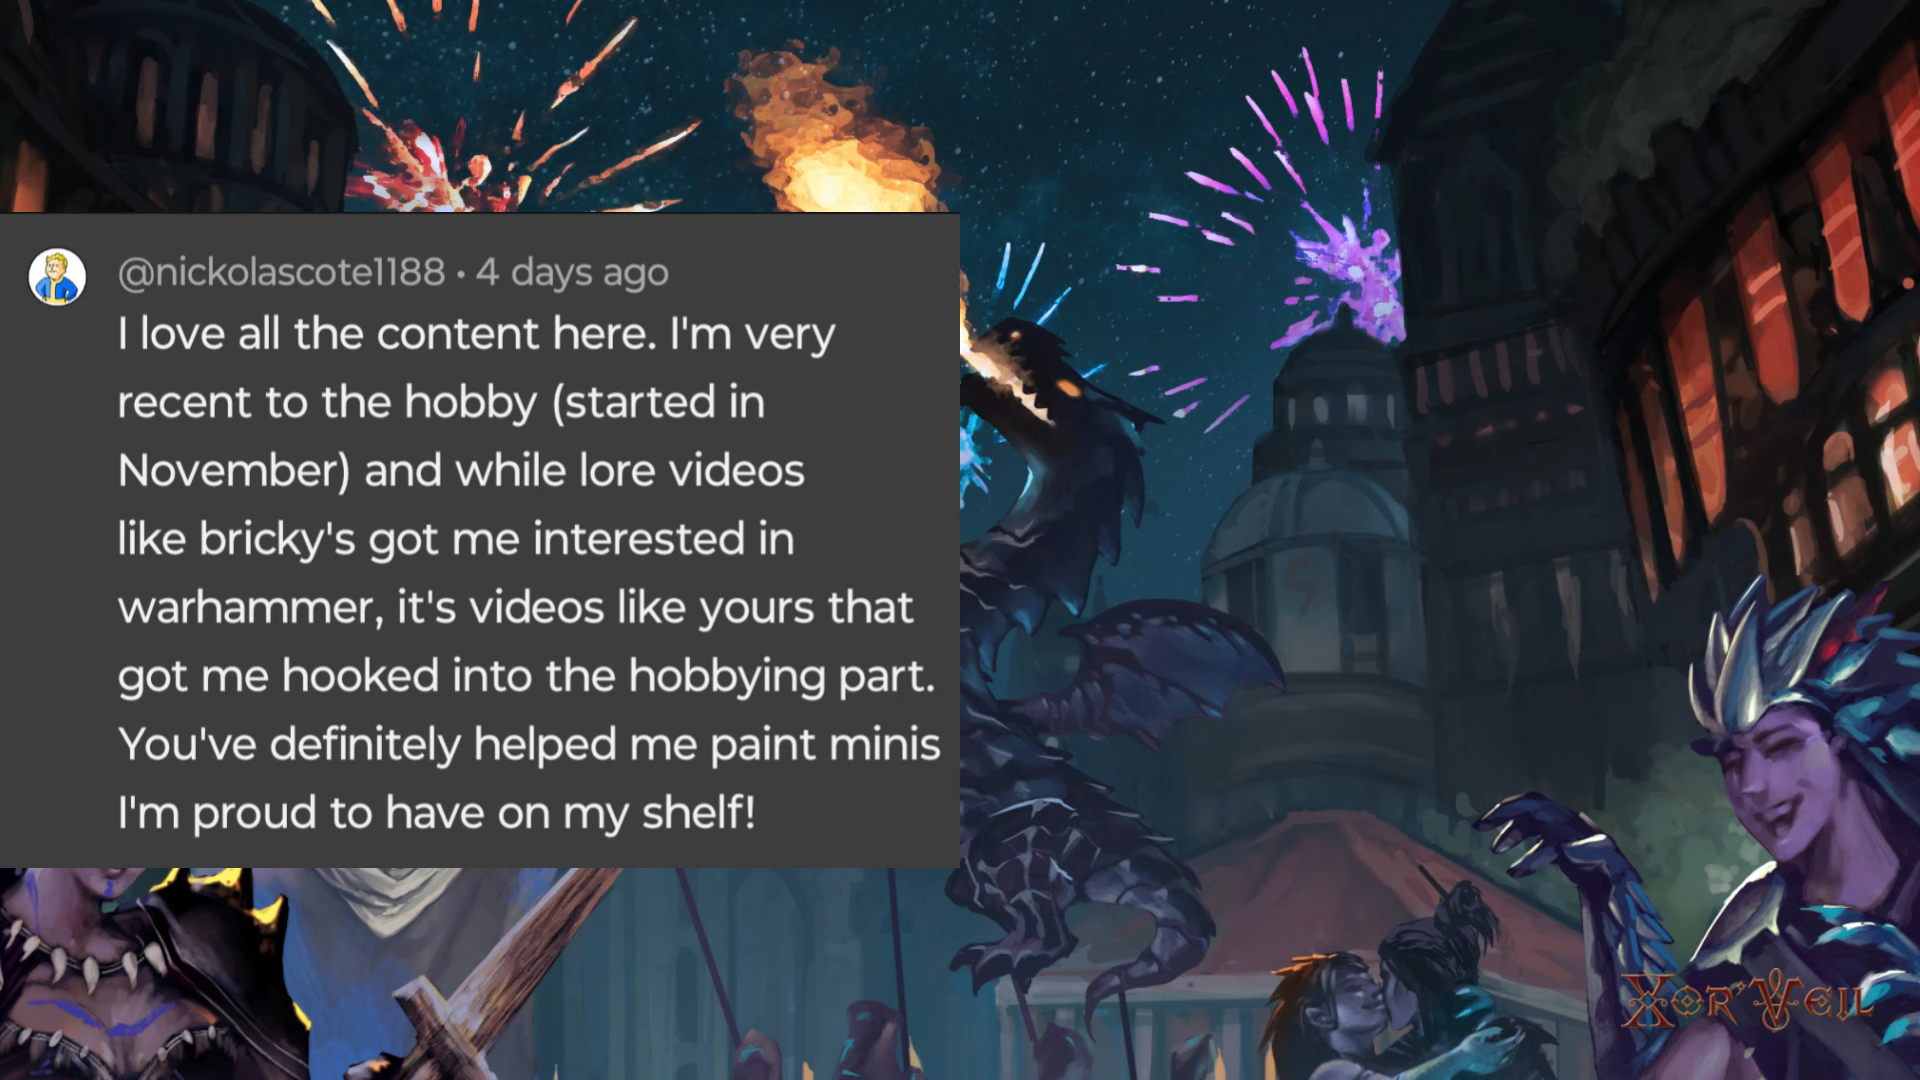 @nickolascote1188 • 4 days ago
I love all the content here. I'm very
recent to the hobby (started in
November) and while lore videos
like bricky's got me interested in
warhammer, it's videos like yours that
got me hooked into the hobbying part.
You've definitely helped me paint minis
I'm proud to have on my shelf!
Xor'Veil